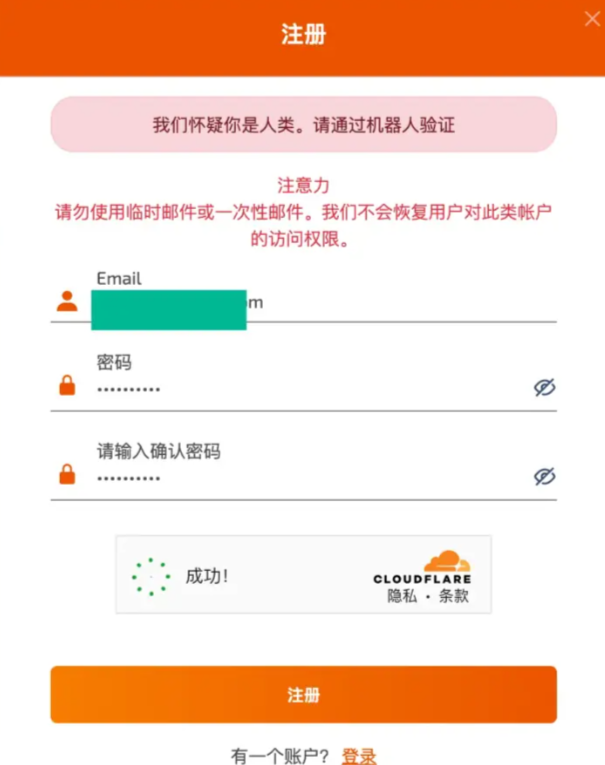 注册
我们怀疑你是人类。请通过机器人验证
注意力
请勿使用临时邮件或一次性邮件。我们不会恢复用户对此类帐户
的访问权限。
Email
om
密码
请输入确认密码
成功!
CLOUDFLARE
隐私 · 条款
注册
有一个账户? 登录